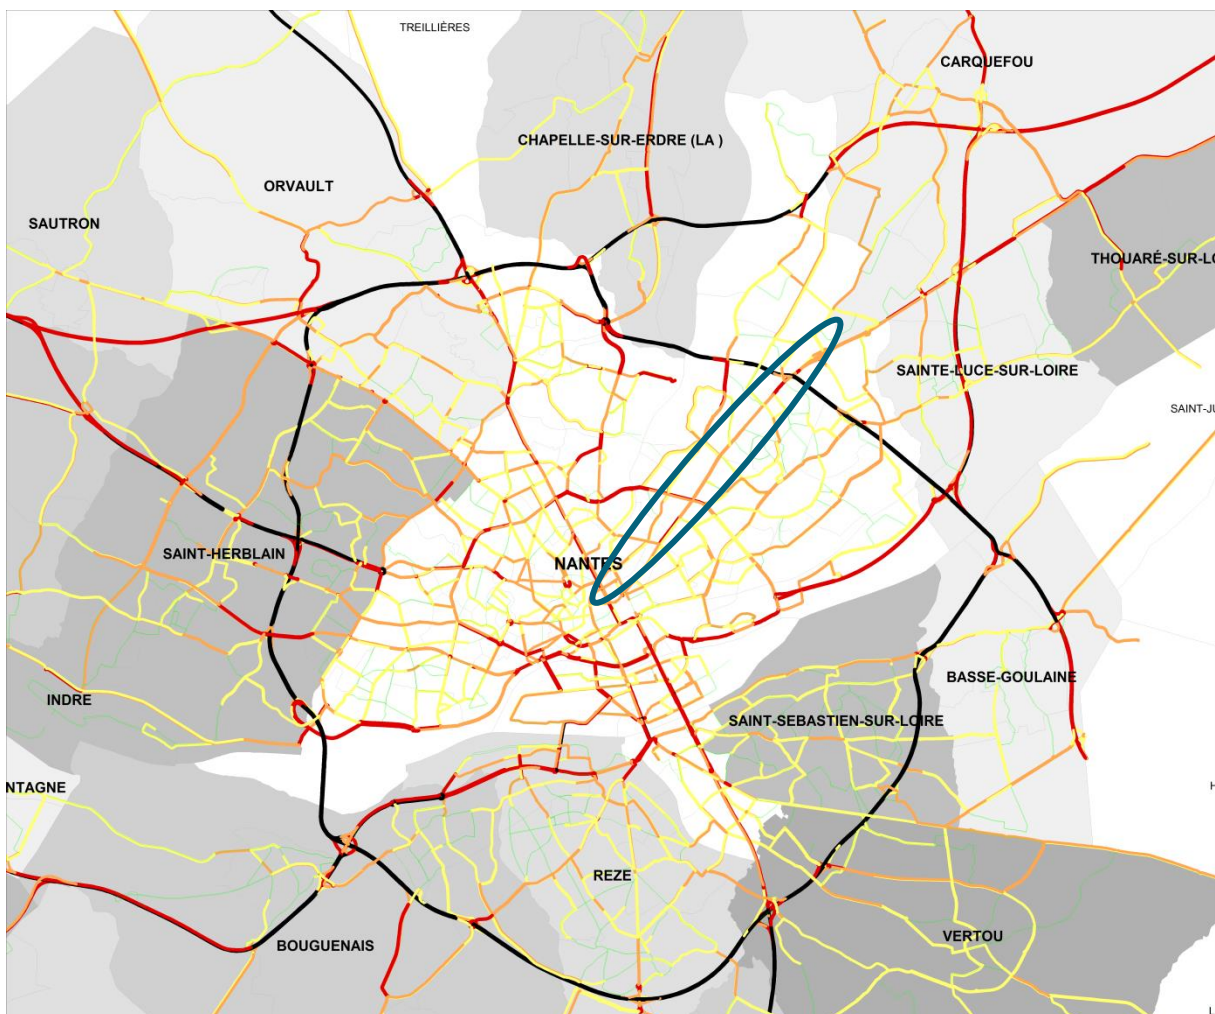 TREILLIÈRES
CARQUEFOU
CHAPELLE-SUR-ERDRE (LA )
ORVAULT
SAUTRON
THOUARÉ-SUR-LO
SAINTE-LUCE-SUR-LOIRE
SAINT-JU
SAINT-HERBLAIN
NANTES
BASSE-GOULAINE
INDRE
SAINT-SEBASTIEN-SUR-LOIRE
NTAGNE
H
REZE
VERTOU
BOUGUENAIS
L